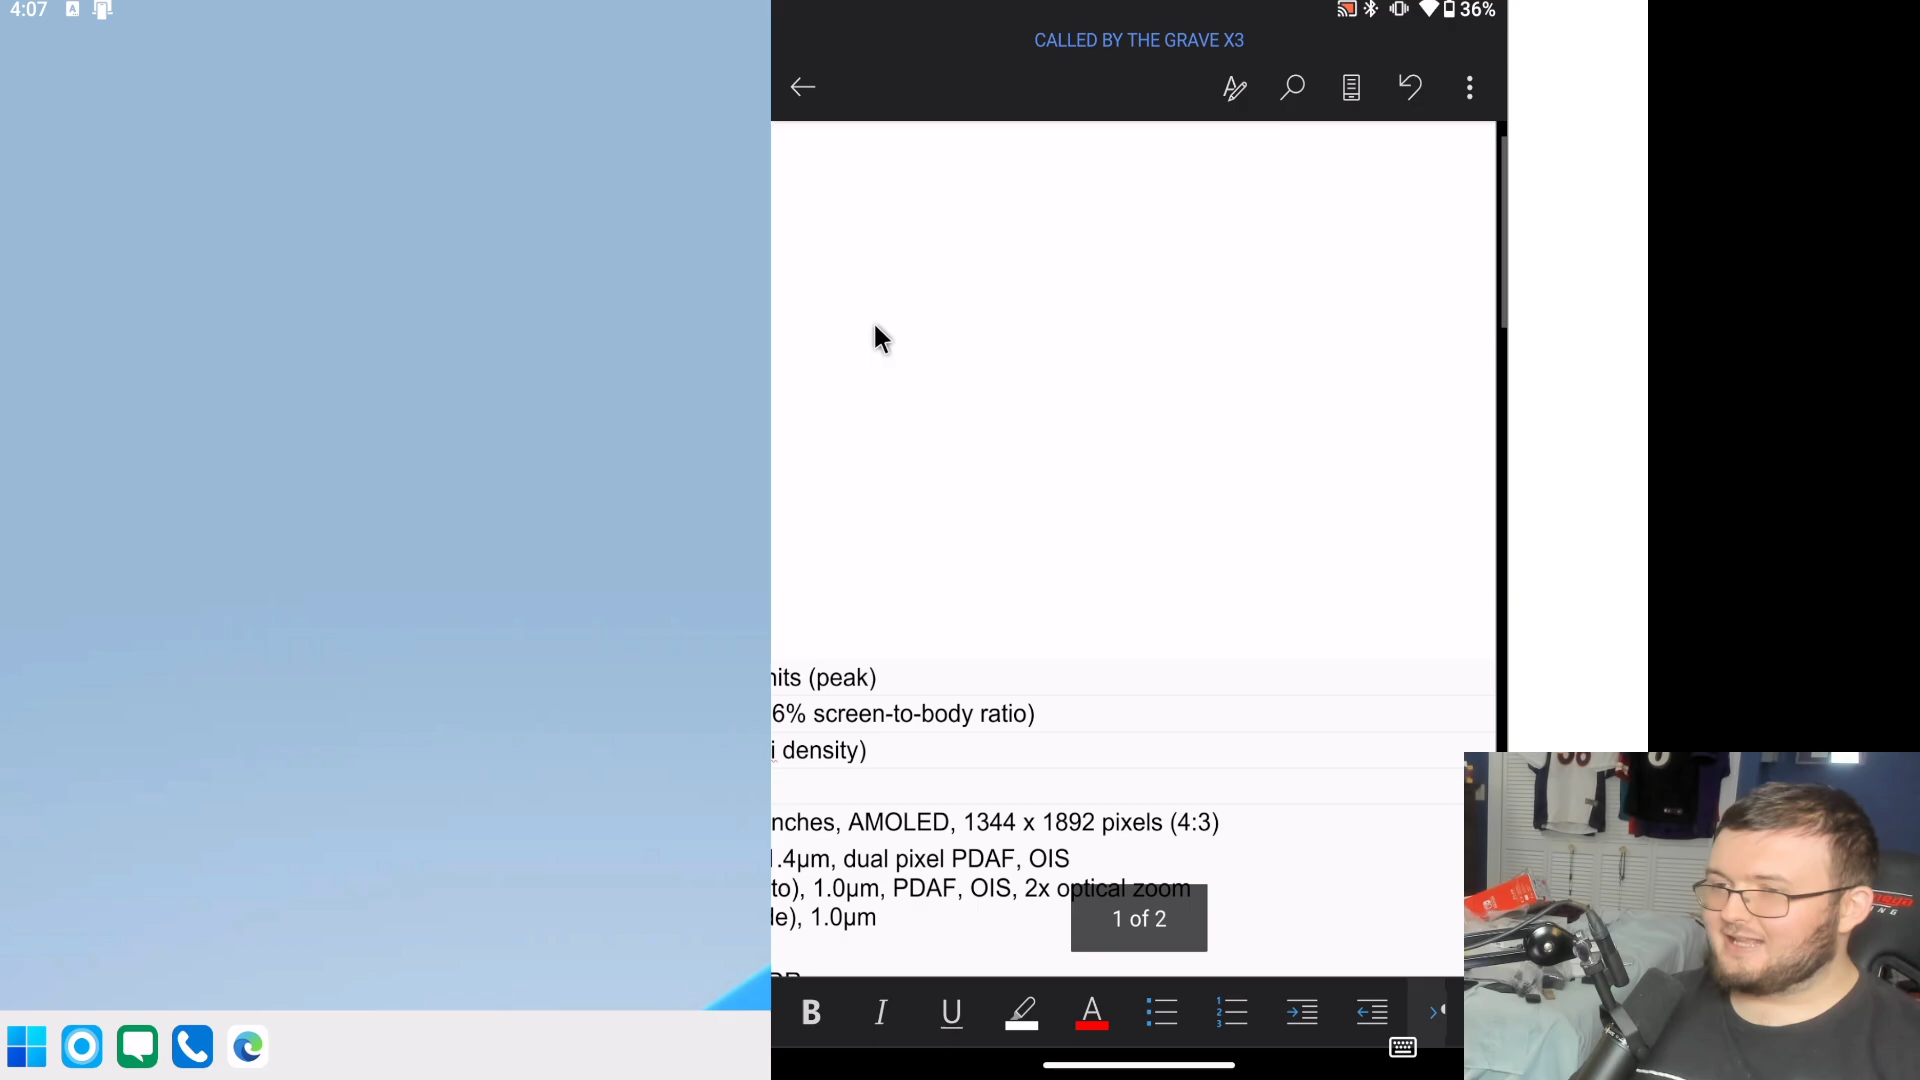 4:07
36%
CALLED BY THE GRAVE X3
nits (peak)
6% screen-to-body ratio)
i density)
nches, AMOLED, 1344 x 1892 pixels (4:3)
1.4µm, dual pixel PDAF, OIS
to), 1.0µm, PDAF, OIS, 2x optical zoom
le), 1.0µm
1 of 2
B I U A